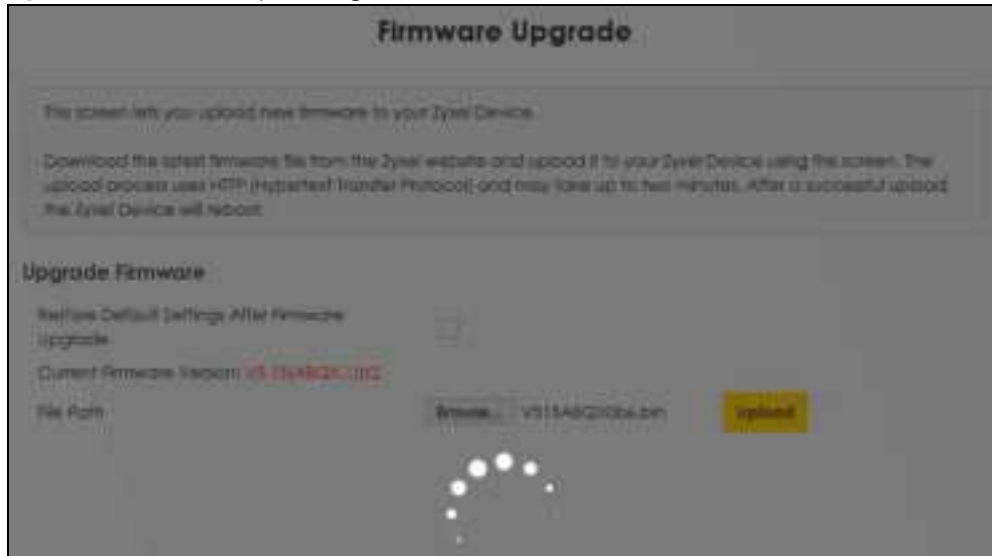 Firmware Upgrade
This screen lets you upload new firmware to your Zyxel Device.
Download the latest firmware file from the Zyxel website and upload it to your Zyxel Device using this screen. The
upload process uses HTTP (Hypertext Transfer Protocol) and may take up to two minutes. After a successful upload
the Zyxel Device will reboot.
Upgrade Firmware
Restore Default Settings After Firmware
Upgrade
Current Firmware Version:
File Path
Browse... Upload